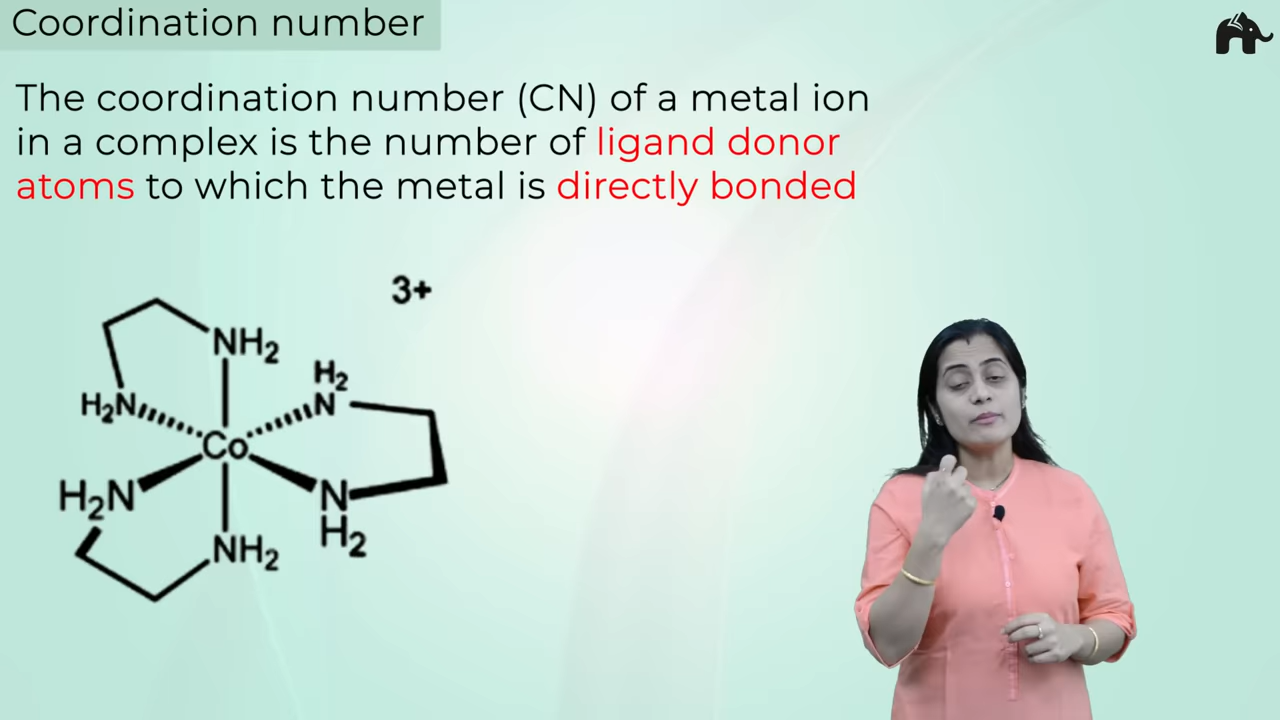 Coordination number
The coordination number (CN) of a metal ion
in a complex is the number of ligand donor
atoms to which the metal is directly bonded
3+
NH2
H2
H2N
N
Co
H2N
N
H2
NH2